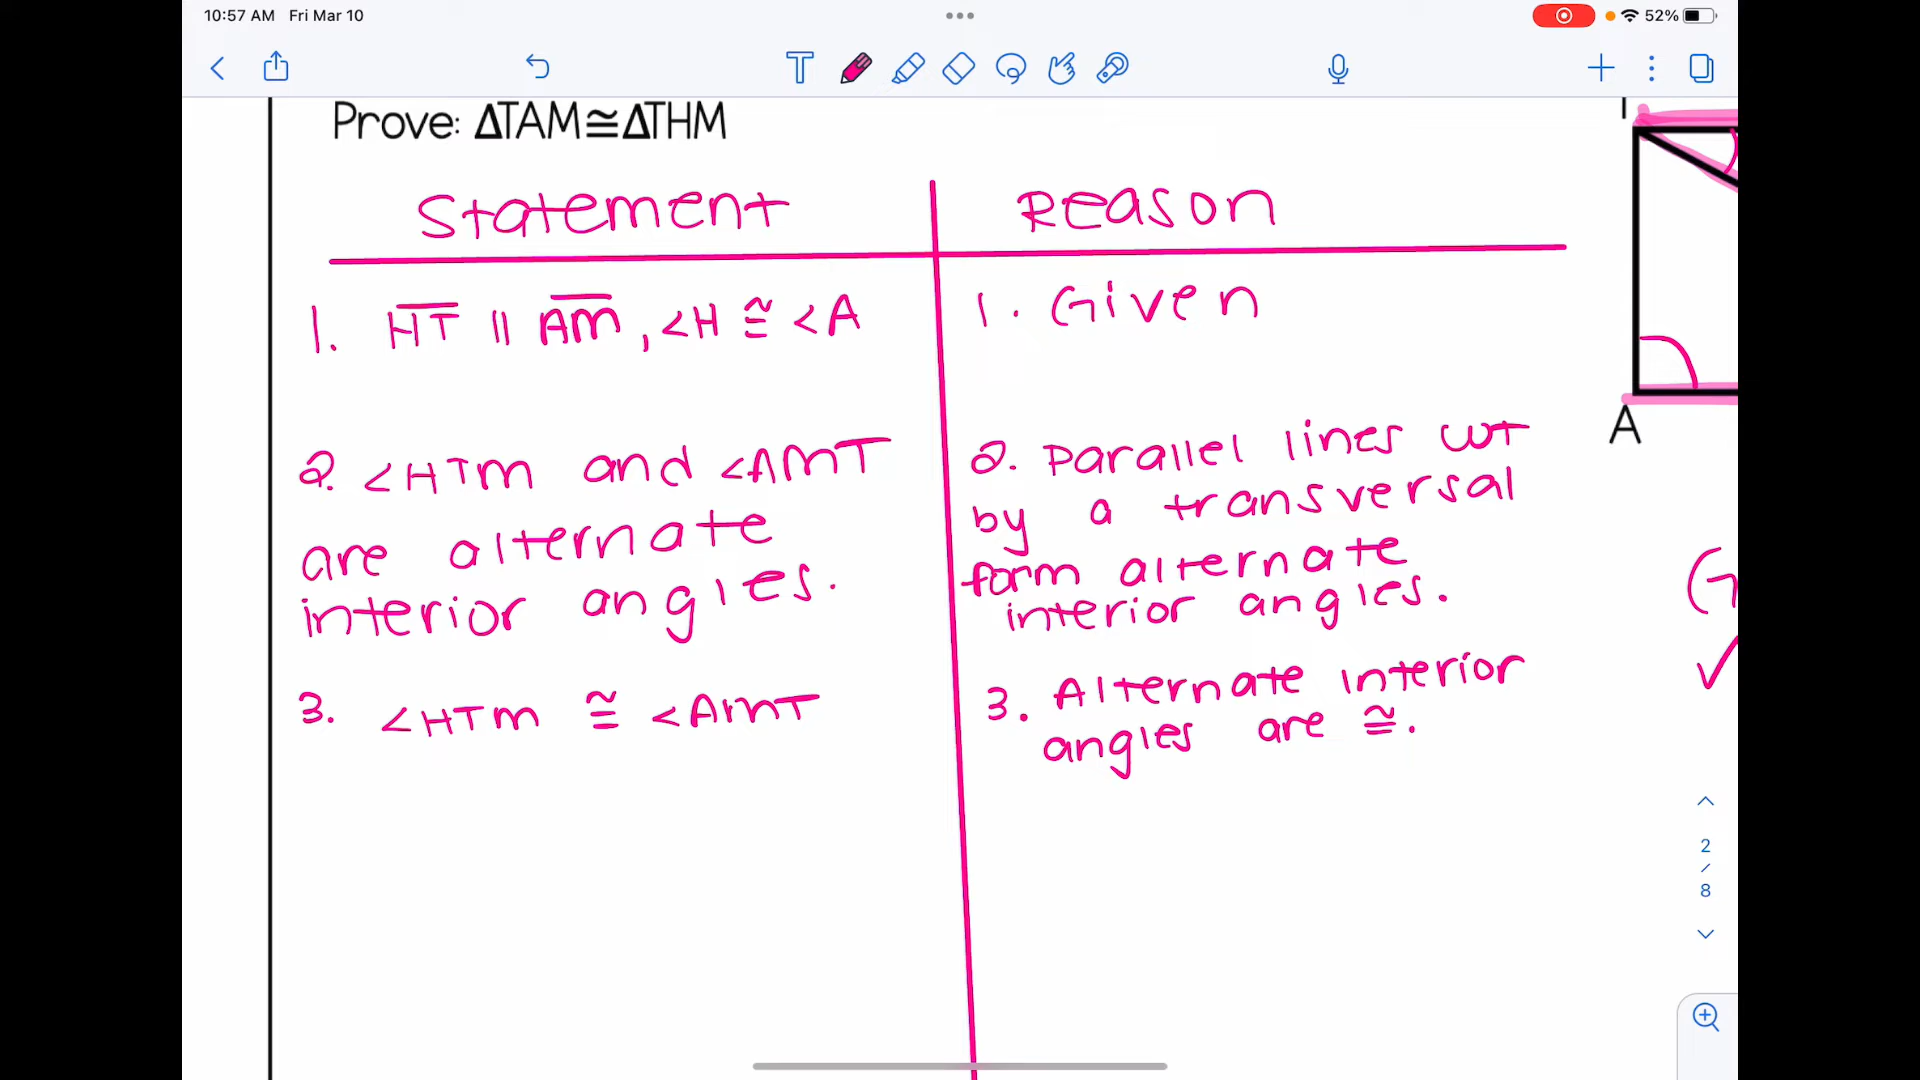 10:57 AM Fri Mar 10
52%
Prove: ΔTAM≅ΔTHM
Statement
Reason
1. HT || AM, <H ≅ <A
1. Given
2. <HTM and <AMT
are alternate
interior angles.
2. Parallel lines wt
by a transversal
form alternate
interior angles.
3. <HTM ≅ <AMT
3. Alternate interior
angles are ≅.
T
A
(G
2
/
8